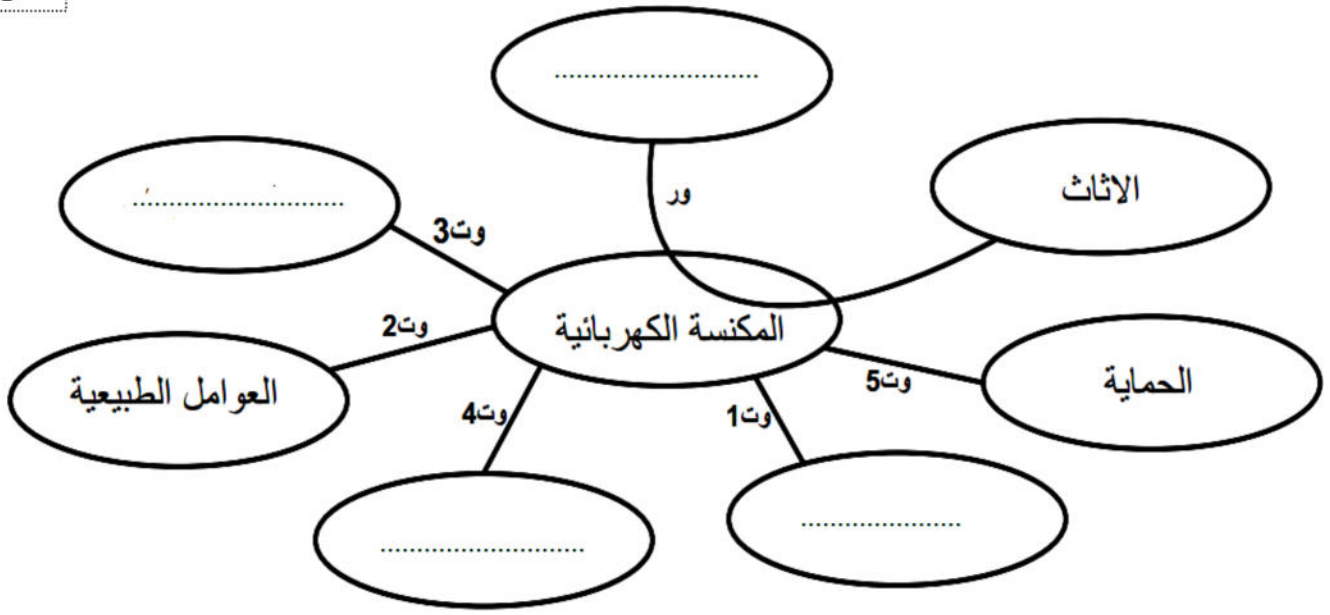 الاثاث
ور
وت3
المكنسة الكهربائية
وت2
العوامل الطبيعية
الحماية
وت5
وت4
وت1